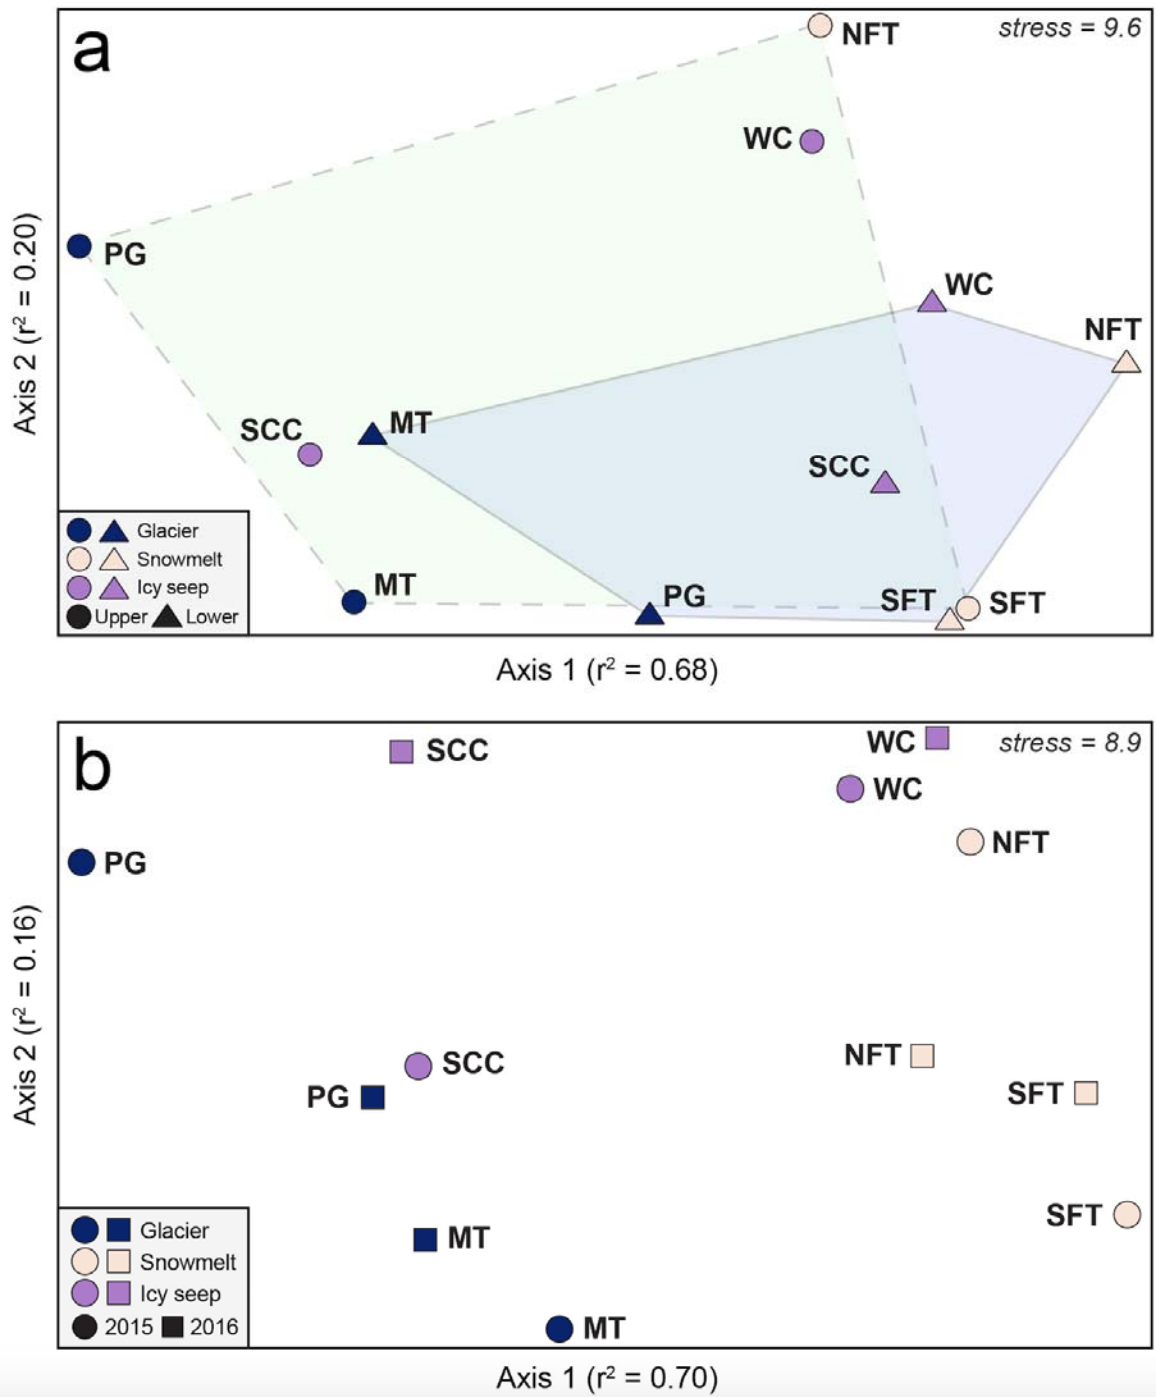 a
stress = 9.6
NFT
WC
PG
WC
NFT
SCC
MT
SCC
MT
PG
SFT
SFT
Glacier
Snowmelt
Icy seep
Upper
Lower
Axis 2 (r² = 0.20)
Axis 1 (r² = 0.68)
b
stress = 8.9
SCC
WC
WC
NFT
PG
SCC
NFT
PG
SFT
SFT
MT
MT
Glacier
Snowmelt
Icy seep
2015
2016
Axis 2 (r² = 0.16)
Axis 1 (r² = 0.70)